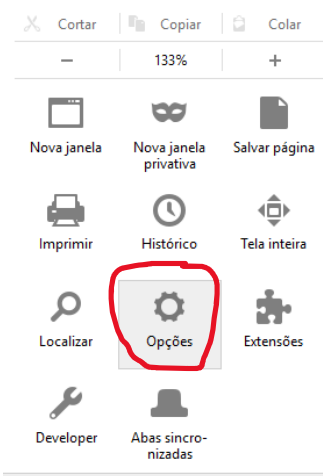 Cortar Copiar Colar
− 133% +
Nova janela Nova janela privativa Salvar página
Imprimir Histórico Tela inteira
Localizar Opções Extensões
Developer Abas sincro-
nizadas